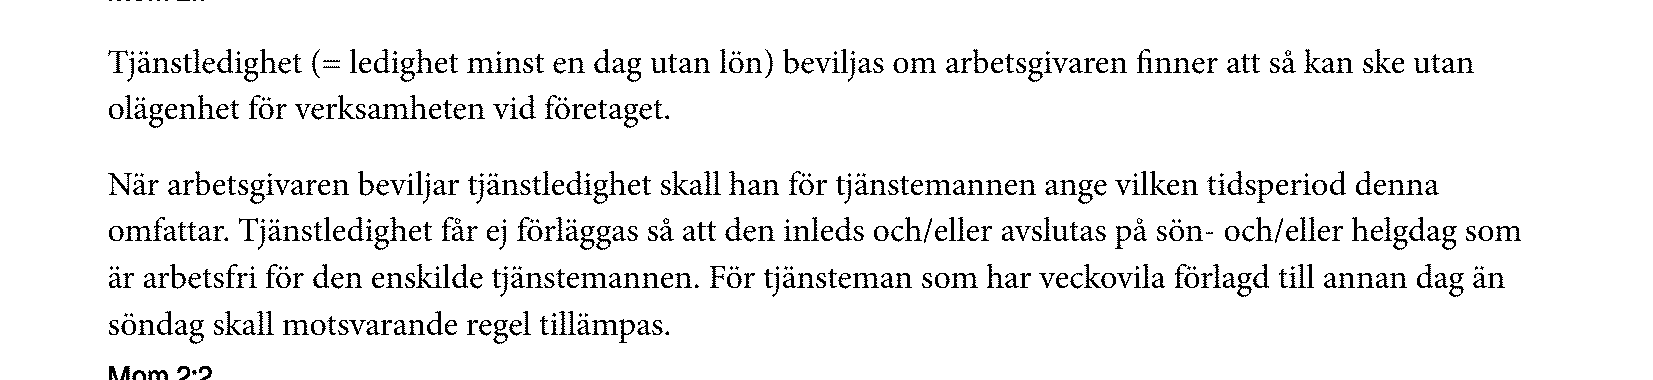 Tjänstledighet (= ledighet minst en dag utan lön) beviljas om arbetsgivaren finner att så kan ske utan
olägenhet för verksamheten vid företaget.
När arbetsgivaren beviljar tjänstledighet skall han för tjänstemannen ange vilken tidsperiod denna
omfattar. Tjänstledighet får ej förläggas så att den inleds och/eller avslutas på sön- och/eller helgdag som
är arbetsfri för den enskilde tjänstemannen. För tjänsteman som har veckovila förlagd till annan dag än
söndag skall motsvarande regel tillämpas.
Mom 2:2